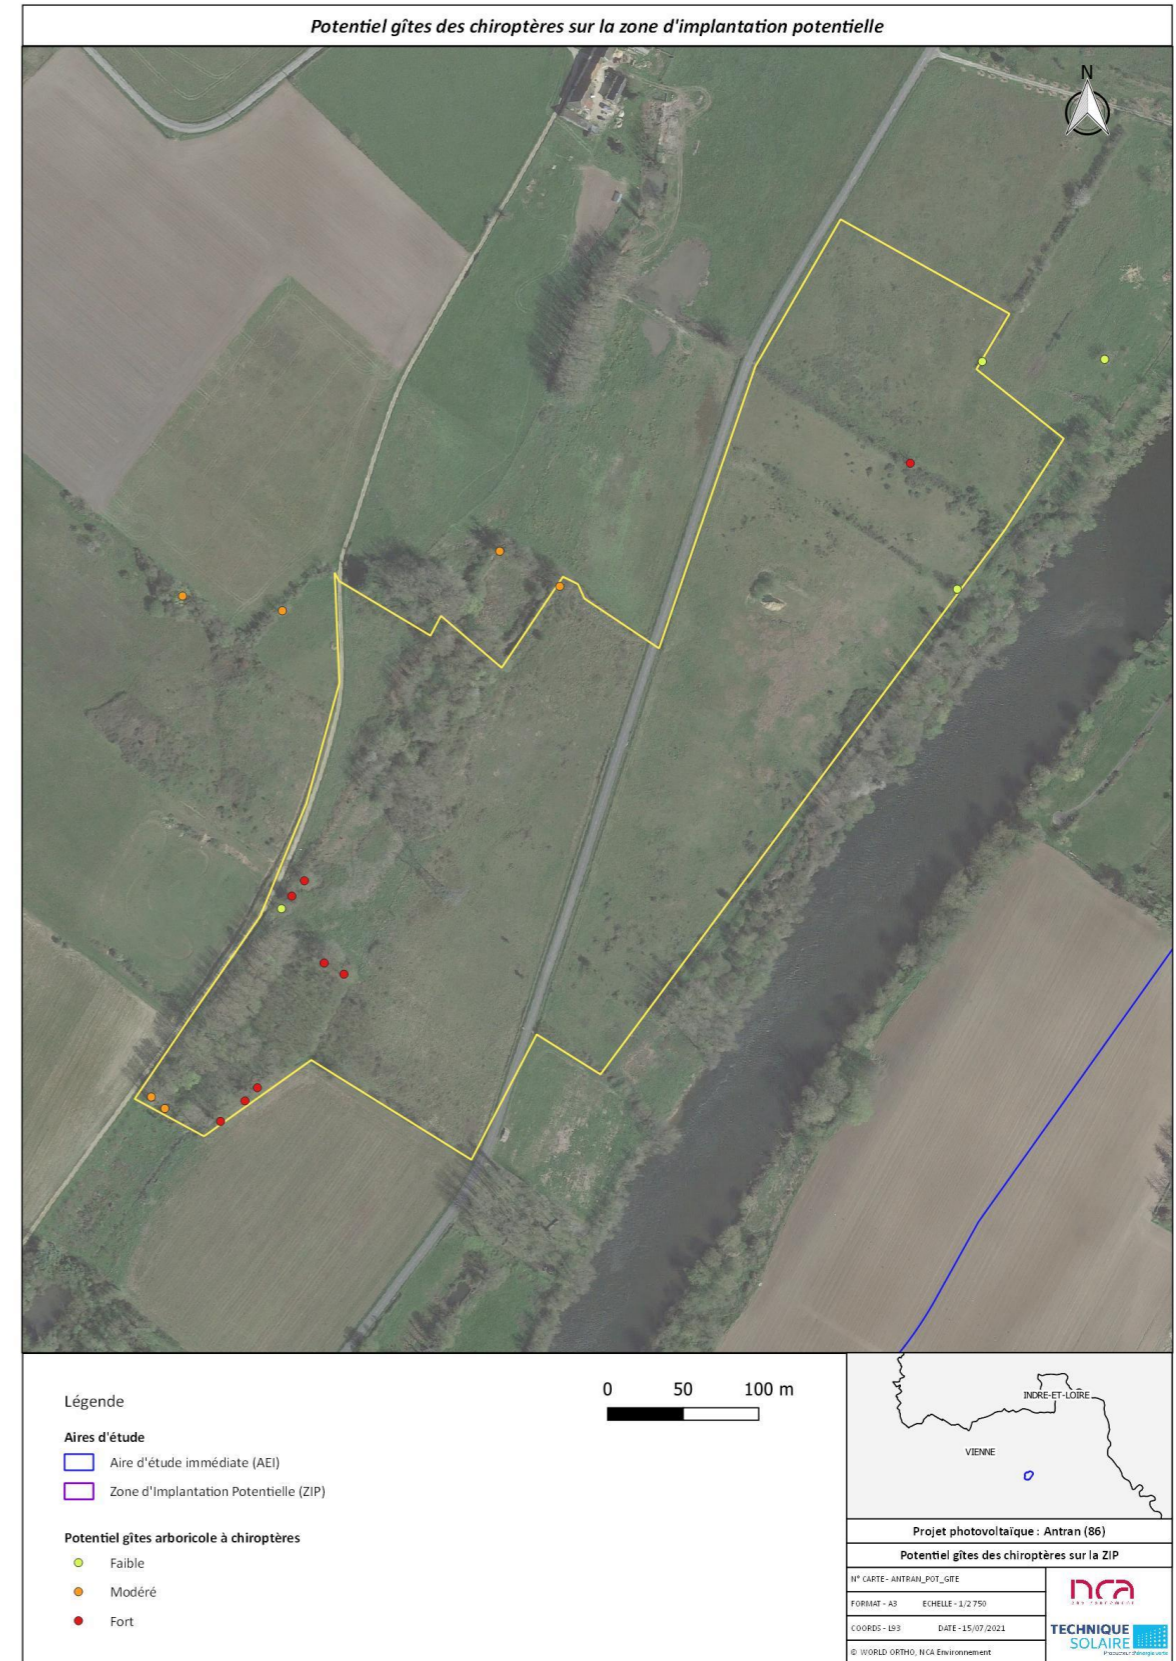 Potentiel gîtes des chiroptères sur la zone d'implantation potentielle
N
Légende
0 50 100 m
Aires d'étude
Aire d'étude immédiate (AEI)
Zone d'Implantation Potentielle (ZIP)
Potentiel gîtes arboricole à chiroptères
Faible
Modéré
Fort
INDRE-ET-LOIRE
VIENNE
Projet photovoltaïque : Antran (86)
Potentiel gîtes des chiroptères sur la ZIP
N° CARTE - ANTRAN_POT_GITE
FORMAT - A3 ECHELLE - 1/2 750
COORDS - L93 DATE - 15/07/2021
© WORLD ORTHO, NCA Environnement
nca
TECHNIQUE
SOLAIRE